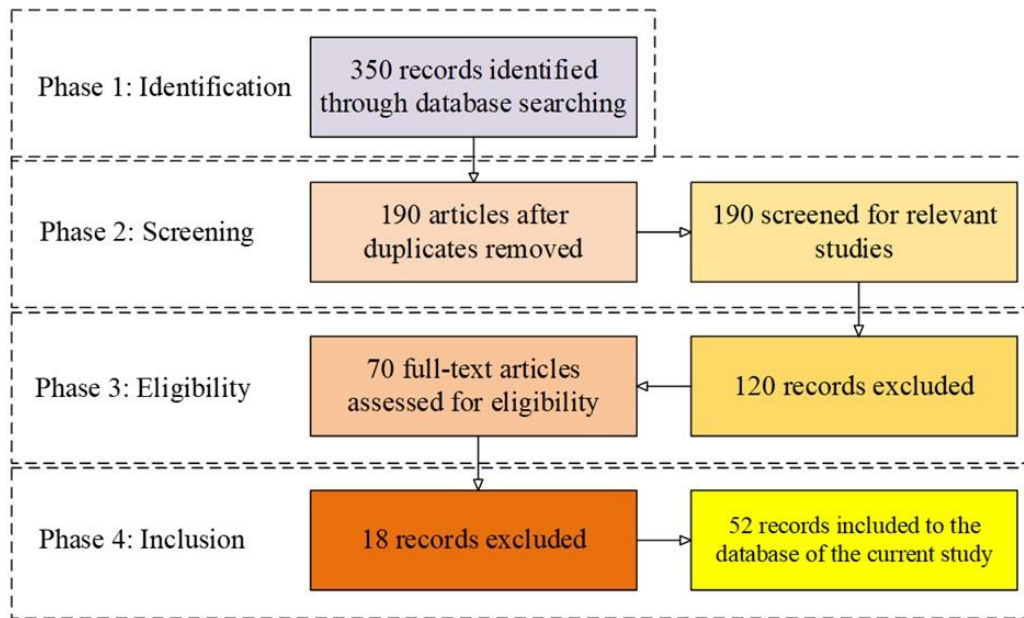 Phase 1: Identification
350 records identified
through database searching
Phase 2: Screening
190 articles after
duplicates removed
190 screened for relevant
studies
Phase 3: Eligibility
70 full-text articles
assessed for eligibility
120 records excluded
Phase 4: Inclusion
18 records excluded
52 records included to the
database of the current study